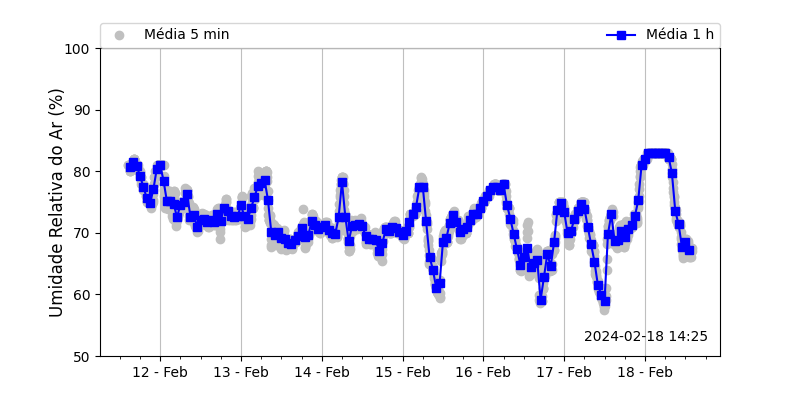 Média 5 min
Média 1 h
Umidade Relativa do Ar (%)
100
90
80
70
60
50
2024-02-18 14:25
12 - Feb
13 - Feb
14 - Feb
15 - Feb
16 - Feb
17 - Feb
18 - Feb